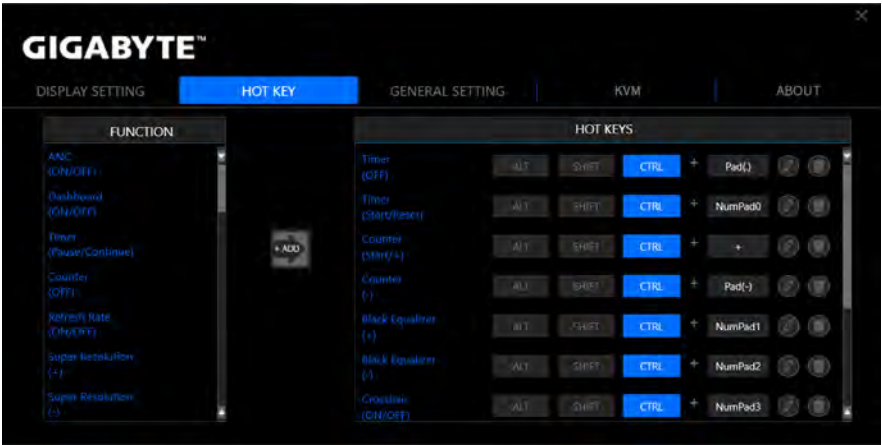 GIGABYTE™
DISPLAY SETTING HOT KEY GENERAL SETTING KVM ABOUT
FUNCTION
ANC
(ON/OFF)
Dashboard
(ON/OFF)
Timer
(Pause/Continue)
Counter
(OFF)
Refresh Rate
(ON/OFF)
Super Resolution
(+)
Super Resolution
(-)
+ ADD
HOT KEYS
Timer
(OFF)
ALT SHIFT CTRL + Pad(.)
Timer
(Start/Reset)
ALT SHIFT CTRL + NumPad0
Counter
(Start/+)
ALT SHIFT CTRL + +
Counter
(-)
ALT SHIFT CTRL + Pad(-)
Black Equalizer
(+)
ALT SHIFT CTRL + NumPad1
Black Equalizer
(-)
ALT SHIFT CTRL + NumPad2
Crosshair
(ON/OFF)
ALT SHIFT CTRL + NumPad3